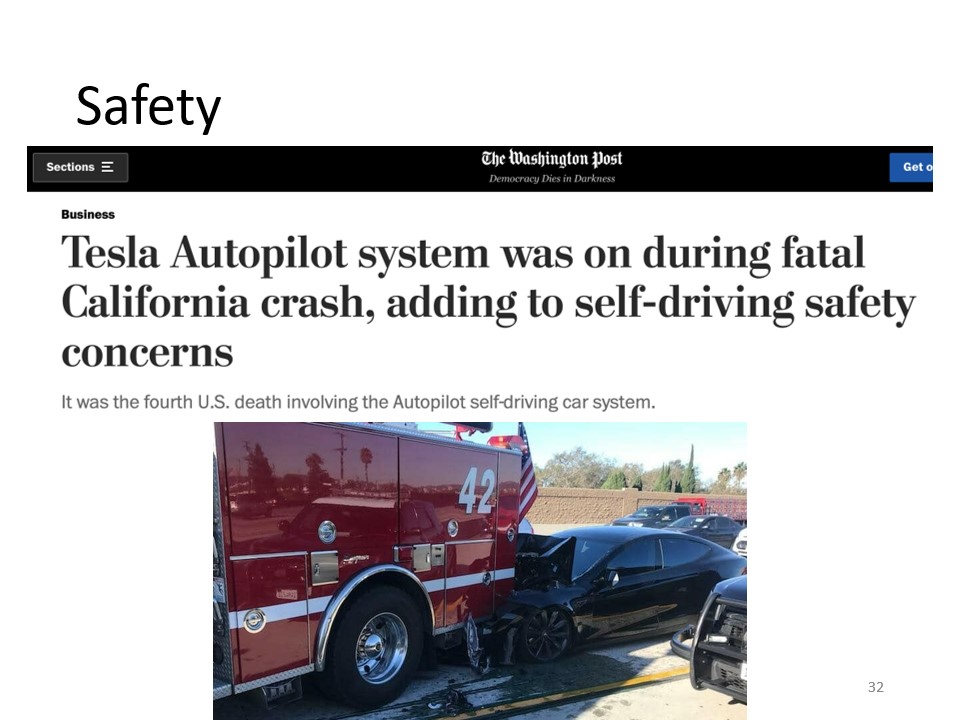 Safety
Sections
The Washington Post
Democracy Dies in Darkness
Get o
Business
Tesla Autopilot system was on during fatal
California crash, adding to self-driving safety
concerns
It was the fourth U.S. death involving the Autopilot self-driving car system.
42
32